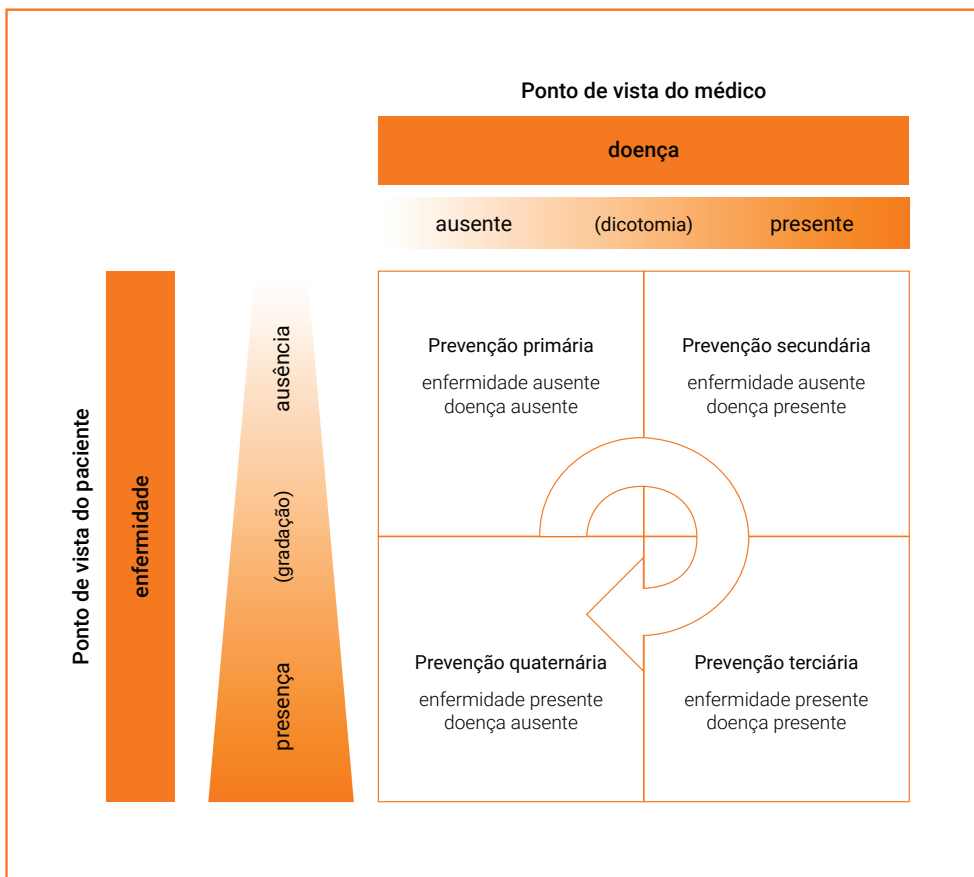 Ponto de vista do médico
doença
ausente (dicotomia) presente
Ponto de vista do paciente
enfermidade
ausência
(gradação)
presença
Prevenção primária
enfermidade ausente
doença ausente
Prevenção secundária
enfermidade ausente
doença presente
Prevenção quaternária
enfermidade presente
doença ausente
Prevenção terciária
enfermidade presente
doença presente